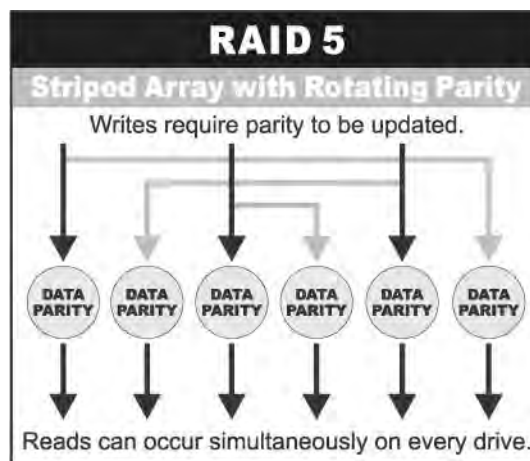 RAID 5
Striped Array with Rotating Parity
Writes require parity to be updated.
DATA PARITY DATA PARITY DATA PARITY DATA PARITY DATA PARITY DATA PARITY
Reads can occur simultaneously on every drive.